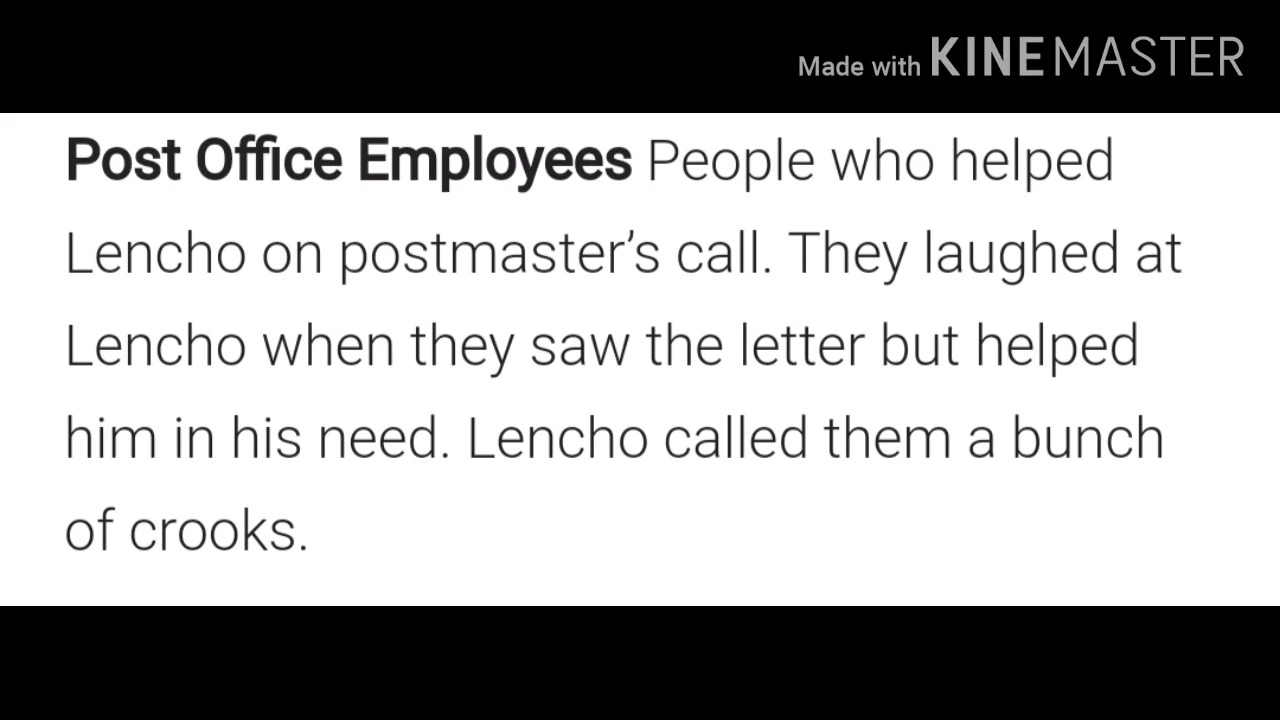 Made with KINEMASTER
Post Office Employees People who helped
Lencho on postmaster’s call. They laughed at
Lencho when they saw the letter but helped
him in his need. Lencho called them a bunch
of crooks.